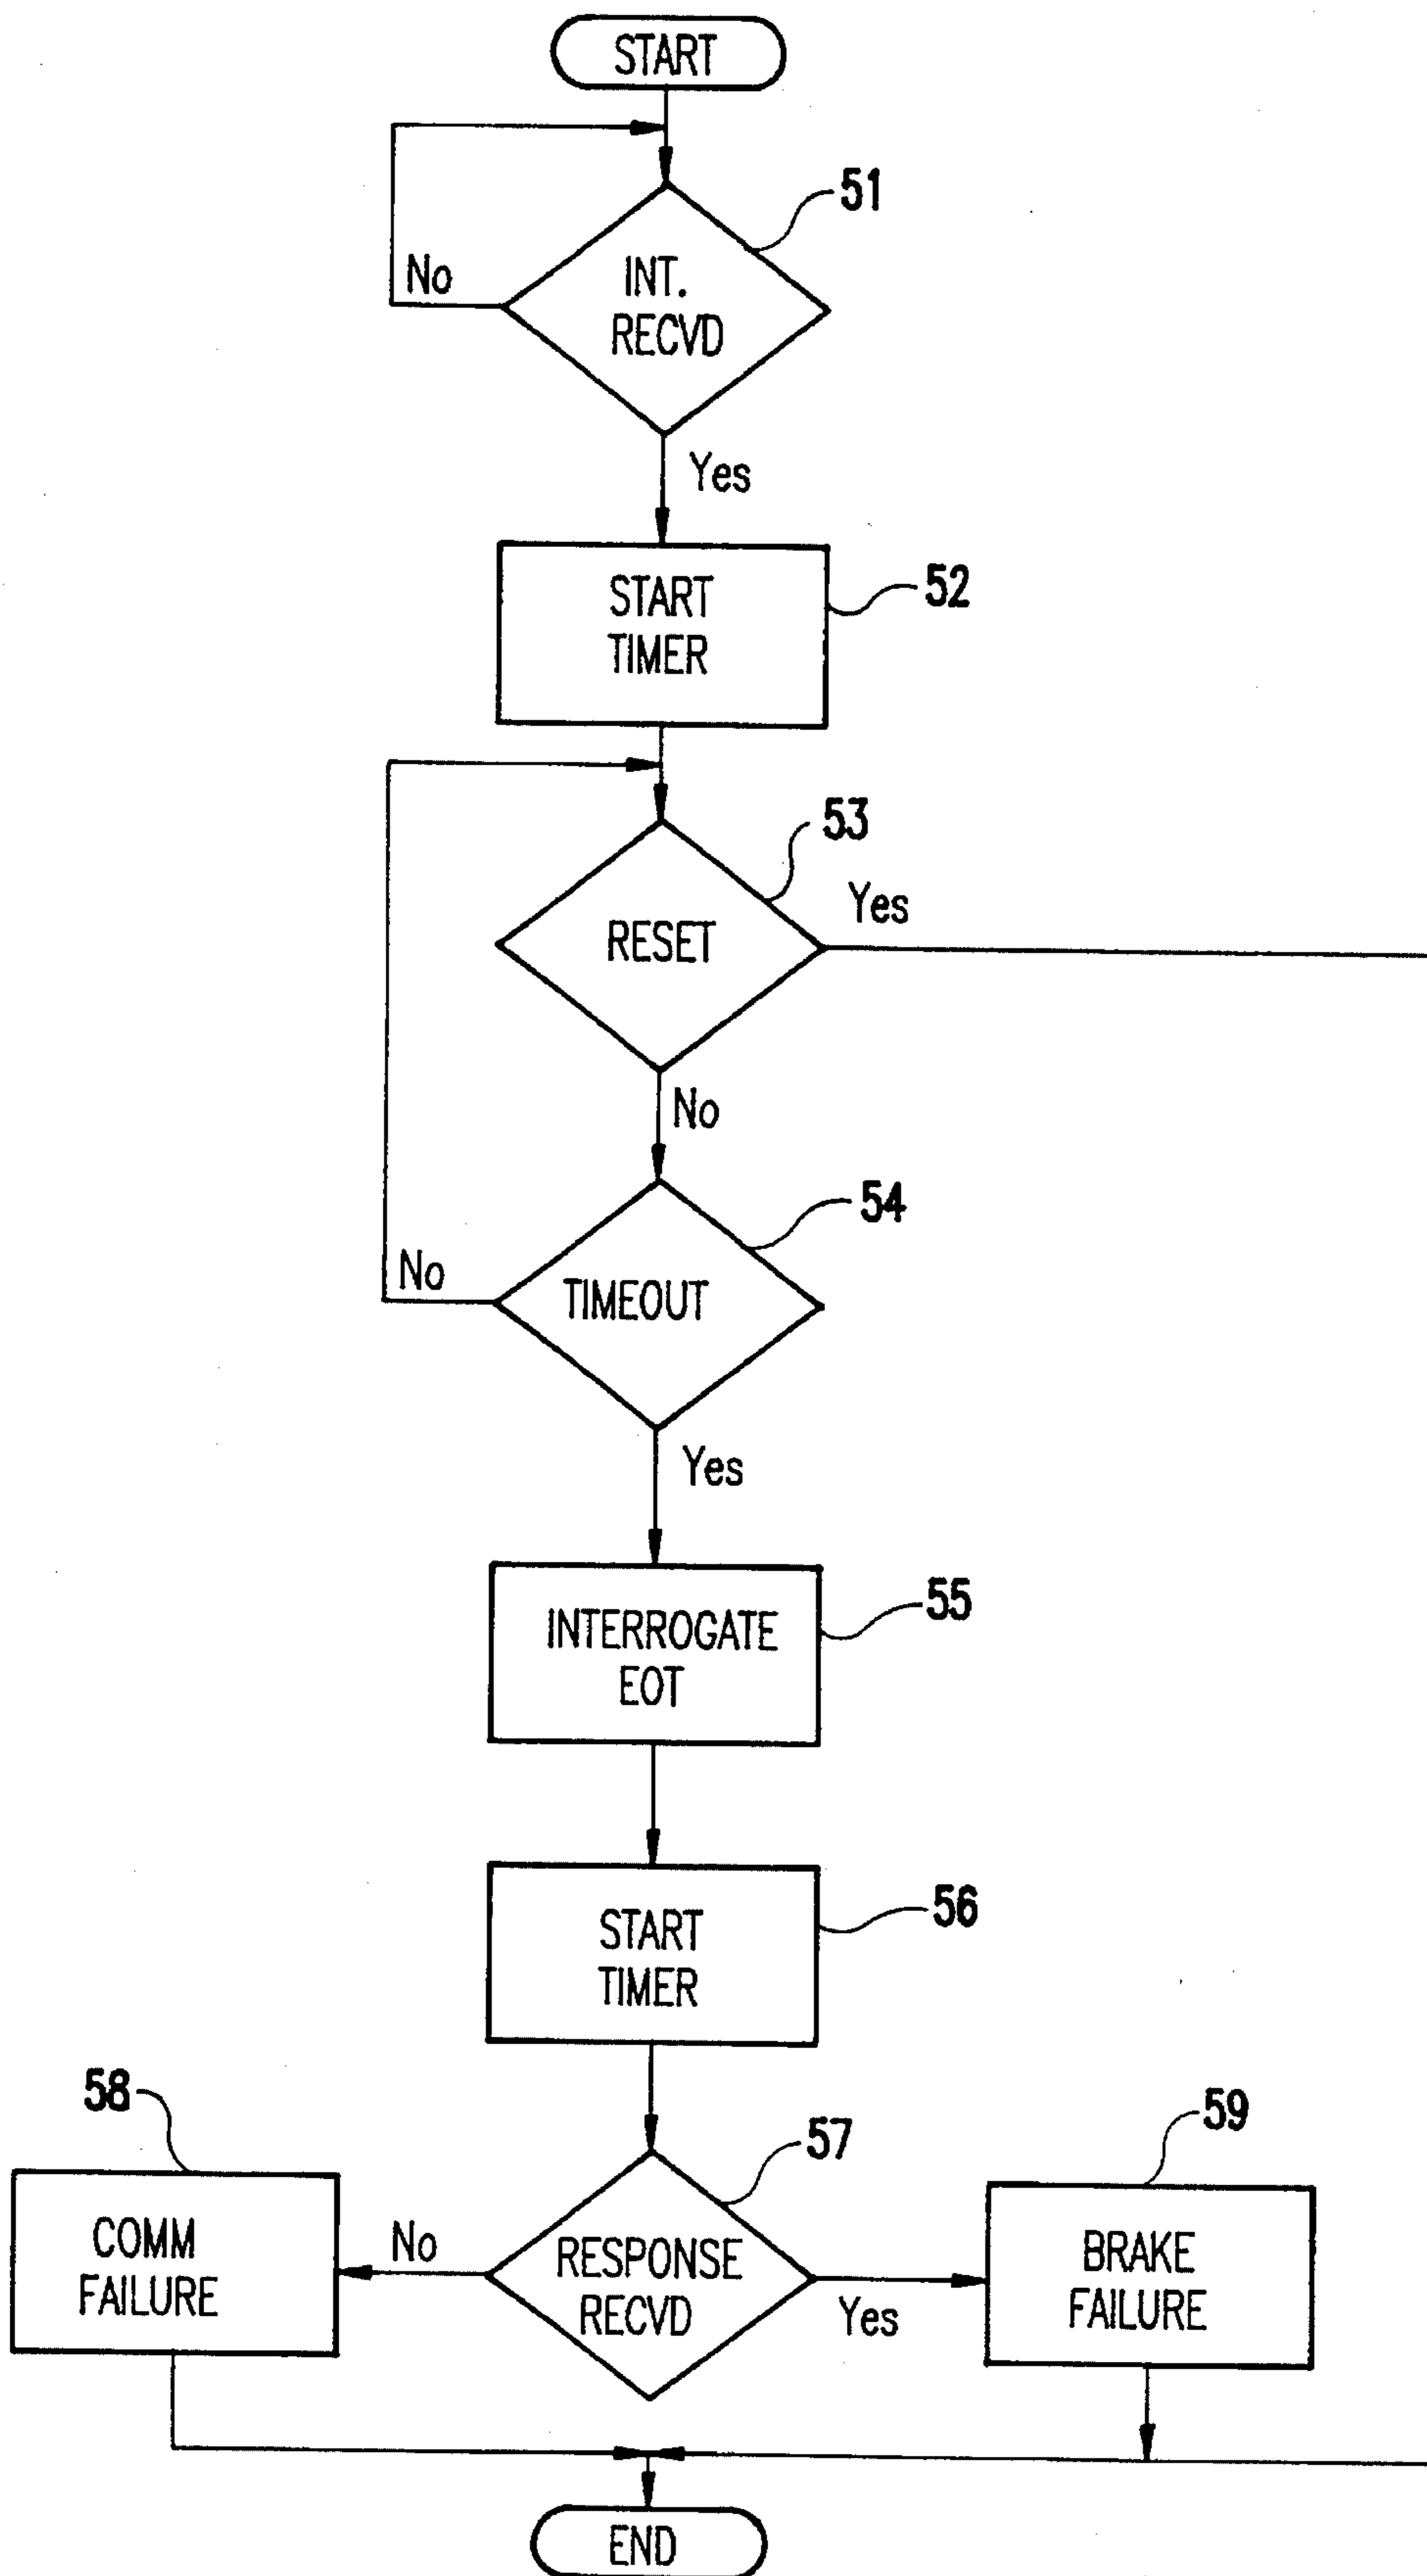 START
51
No
INT.
RECVD
Yes
START
TIMER
52
53
RESET
Yes
No
54
No
TIMEOUT
Yes
INTERROGATE
EOT
55
START
TIMER
56
58
57
59
COMM
FAILURE
No
RESPONSE
RECVD
Yes
BRAKE
FAILURE
END